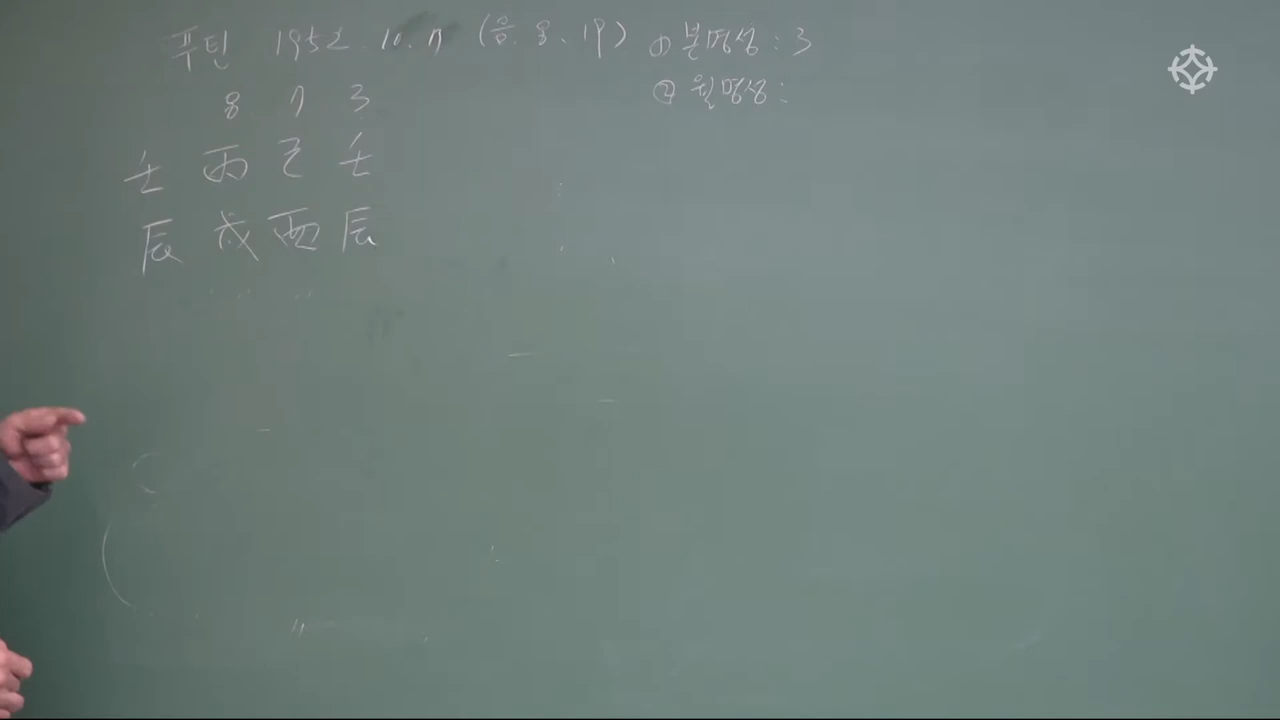 푸틴 1952. 10. 7 (음. 8. 19) ① 본명성 : 3
② 월명성 :
8 7 3
壬 丙 己 壬
辰 戌 酉 辰